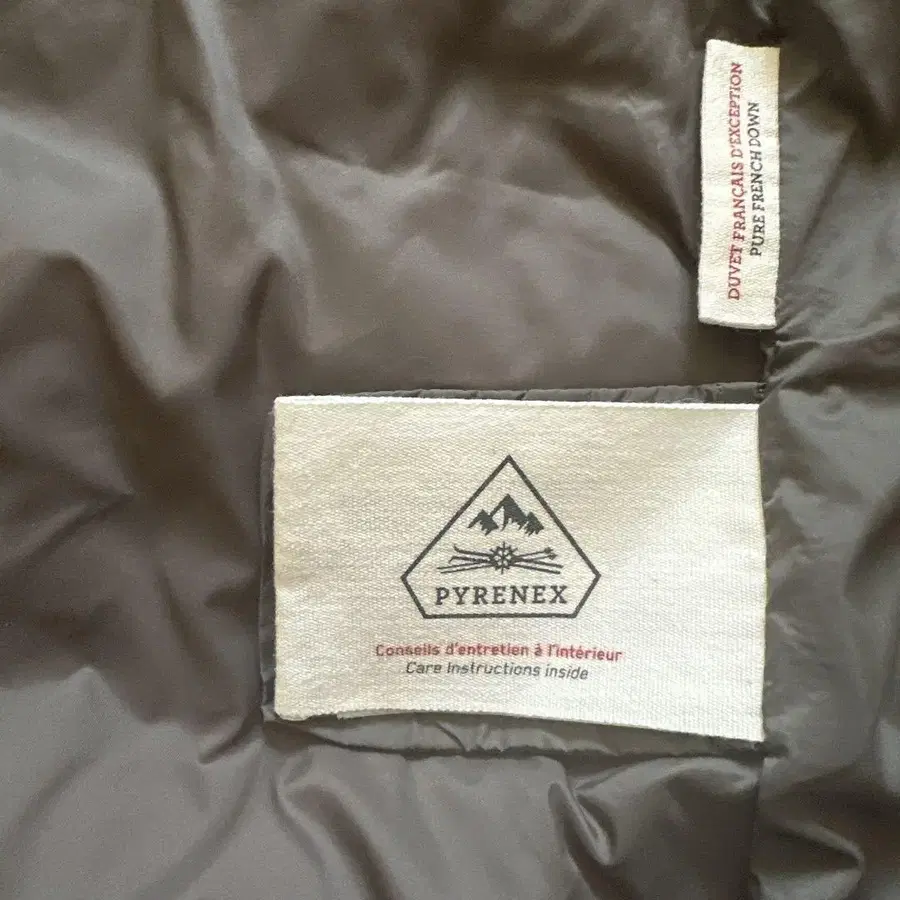 DUVET FRANÇAIS D'EXCEPTION
PURE FRENCH DOWN
PYRENEX
Conseils d'entretien à l'intérieur
Care Instructions inside